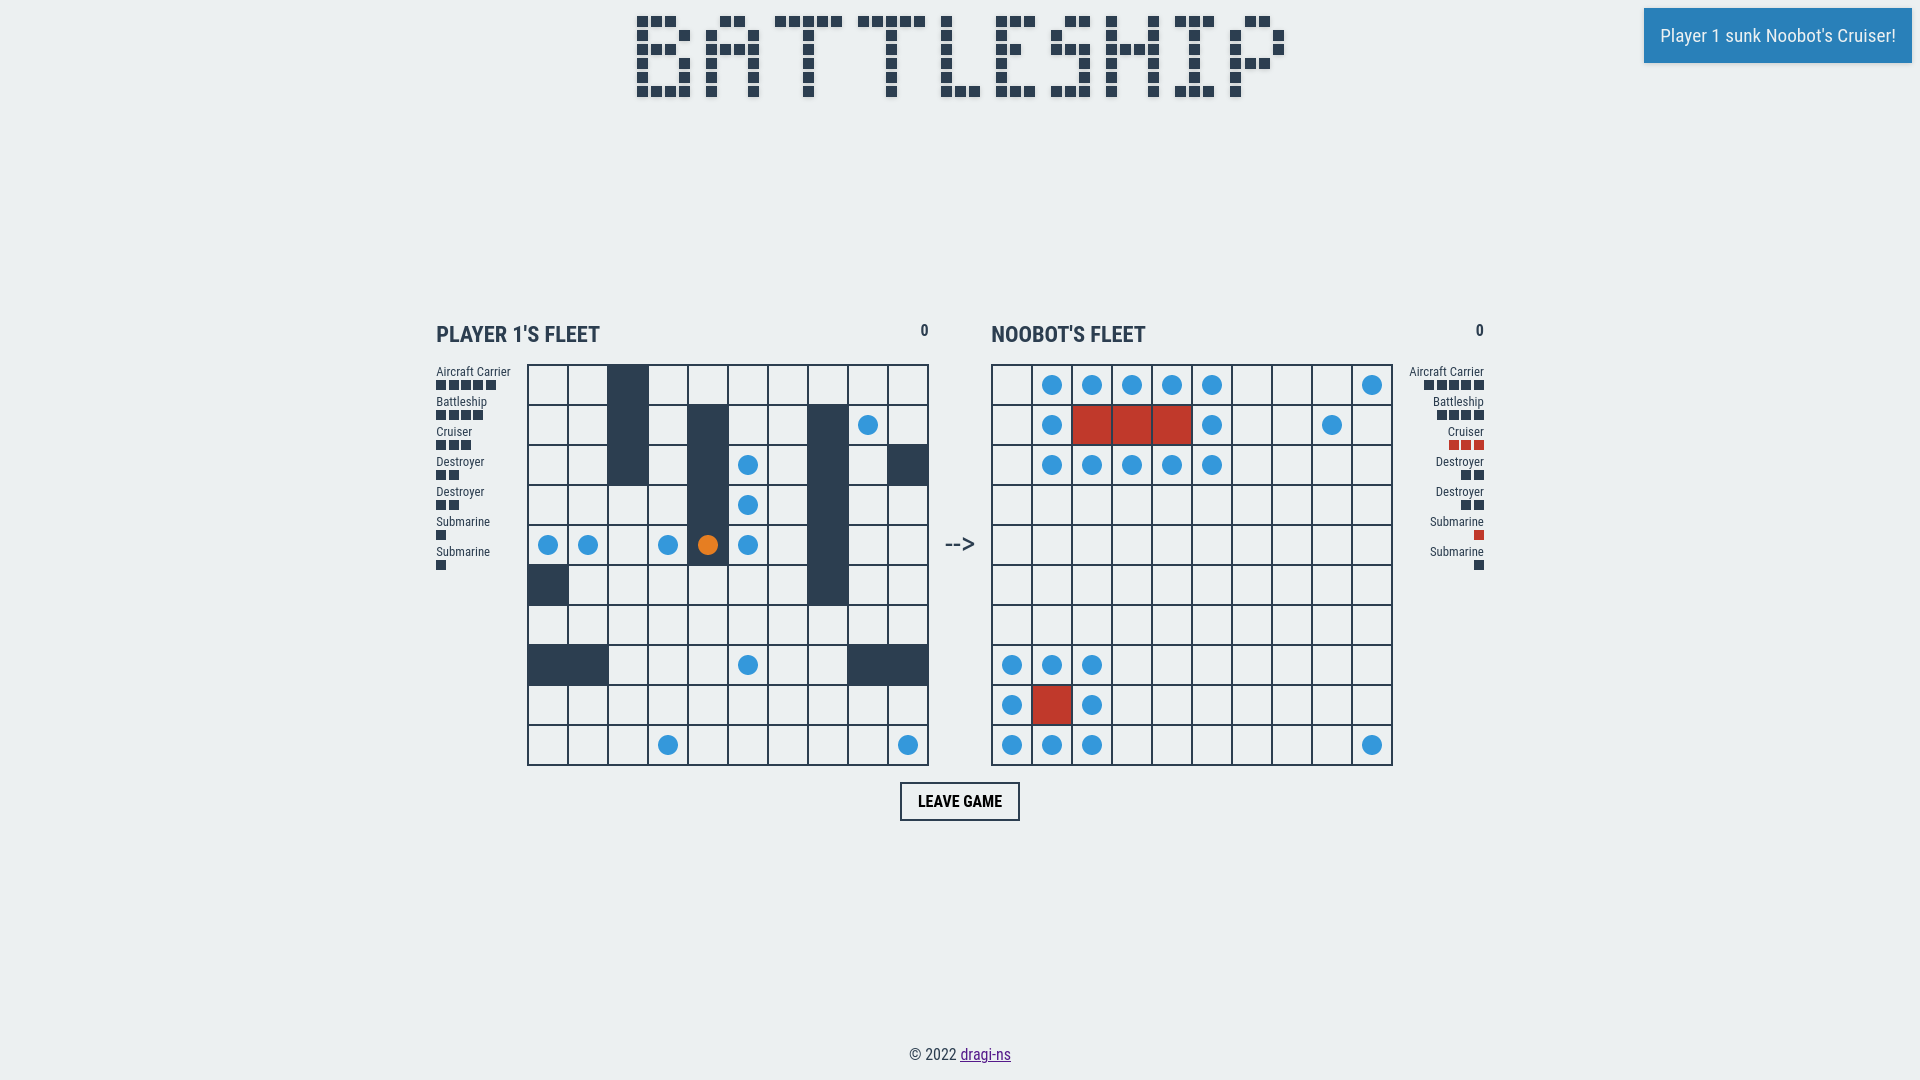 BATTLESHIP
Player 1 sunk Noobot's Cruiser!
PLAYER 1'S FLEET
0
Aircraft Carrier
Battleship
Cruiser
Destroyer
Destroyer
Submarine
Submarine
-->
NOOBOT'S FLEET
0
Aircraft Carrier
Battleship
Cruiser
Destroyer
Destroyer
Submarine
Submarine
LEAVE GAME
© 2022 dragi-ns